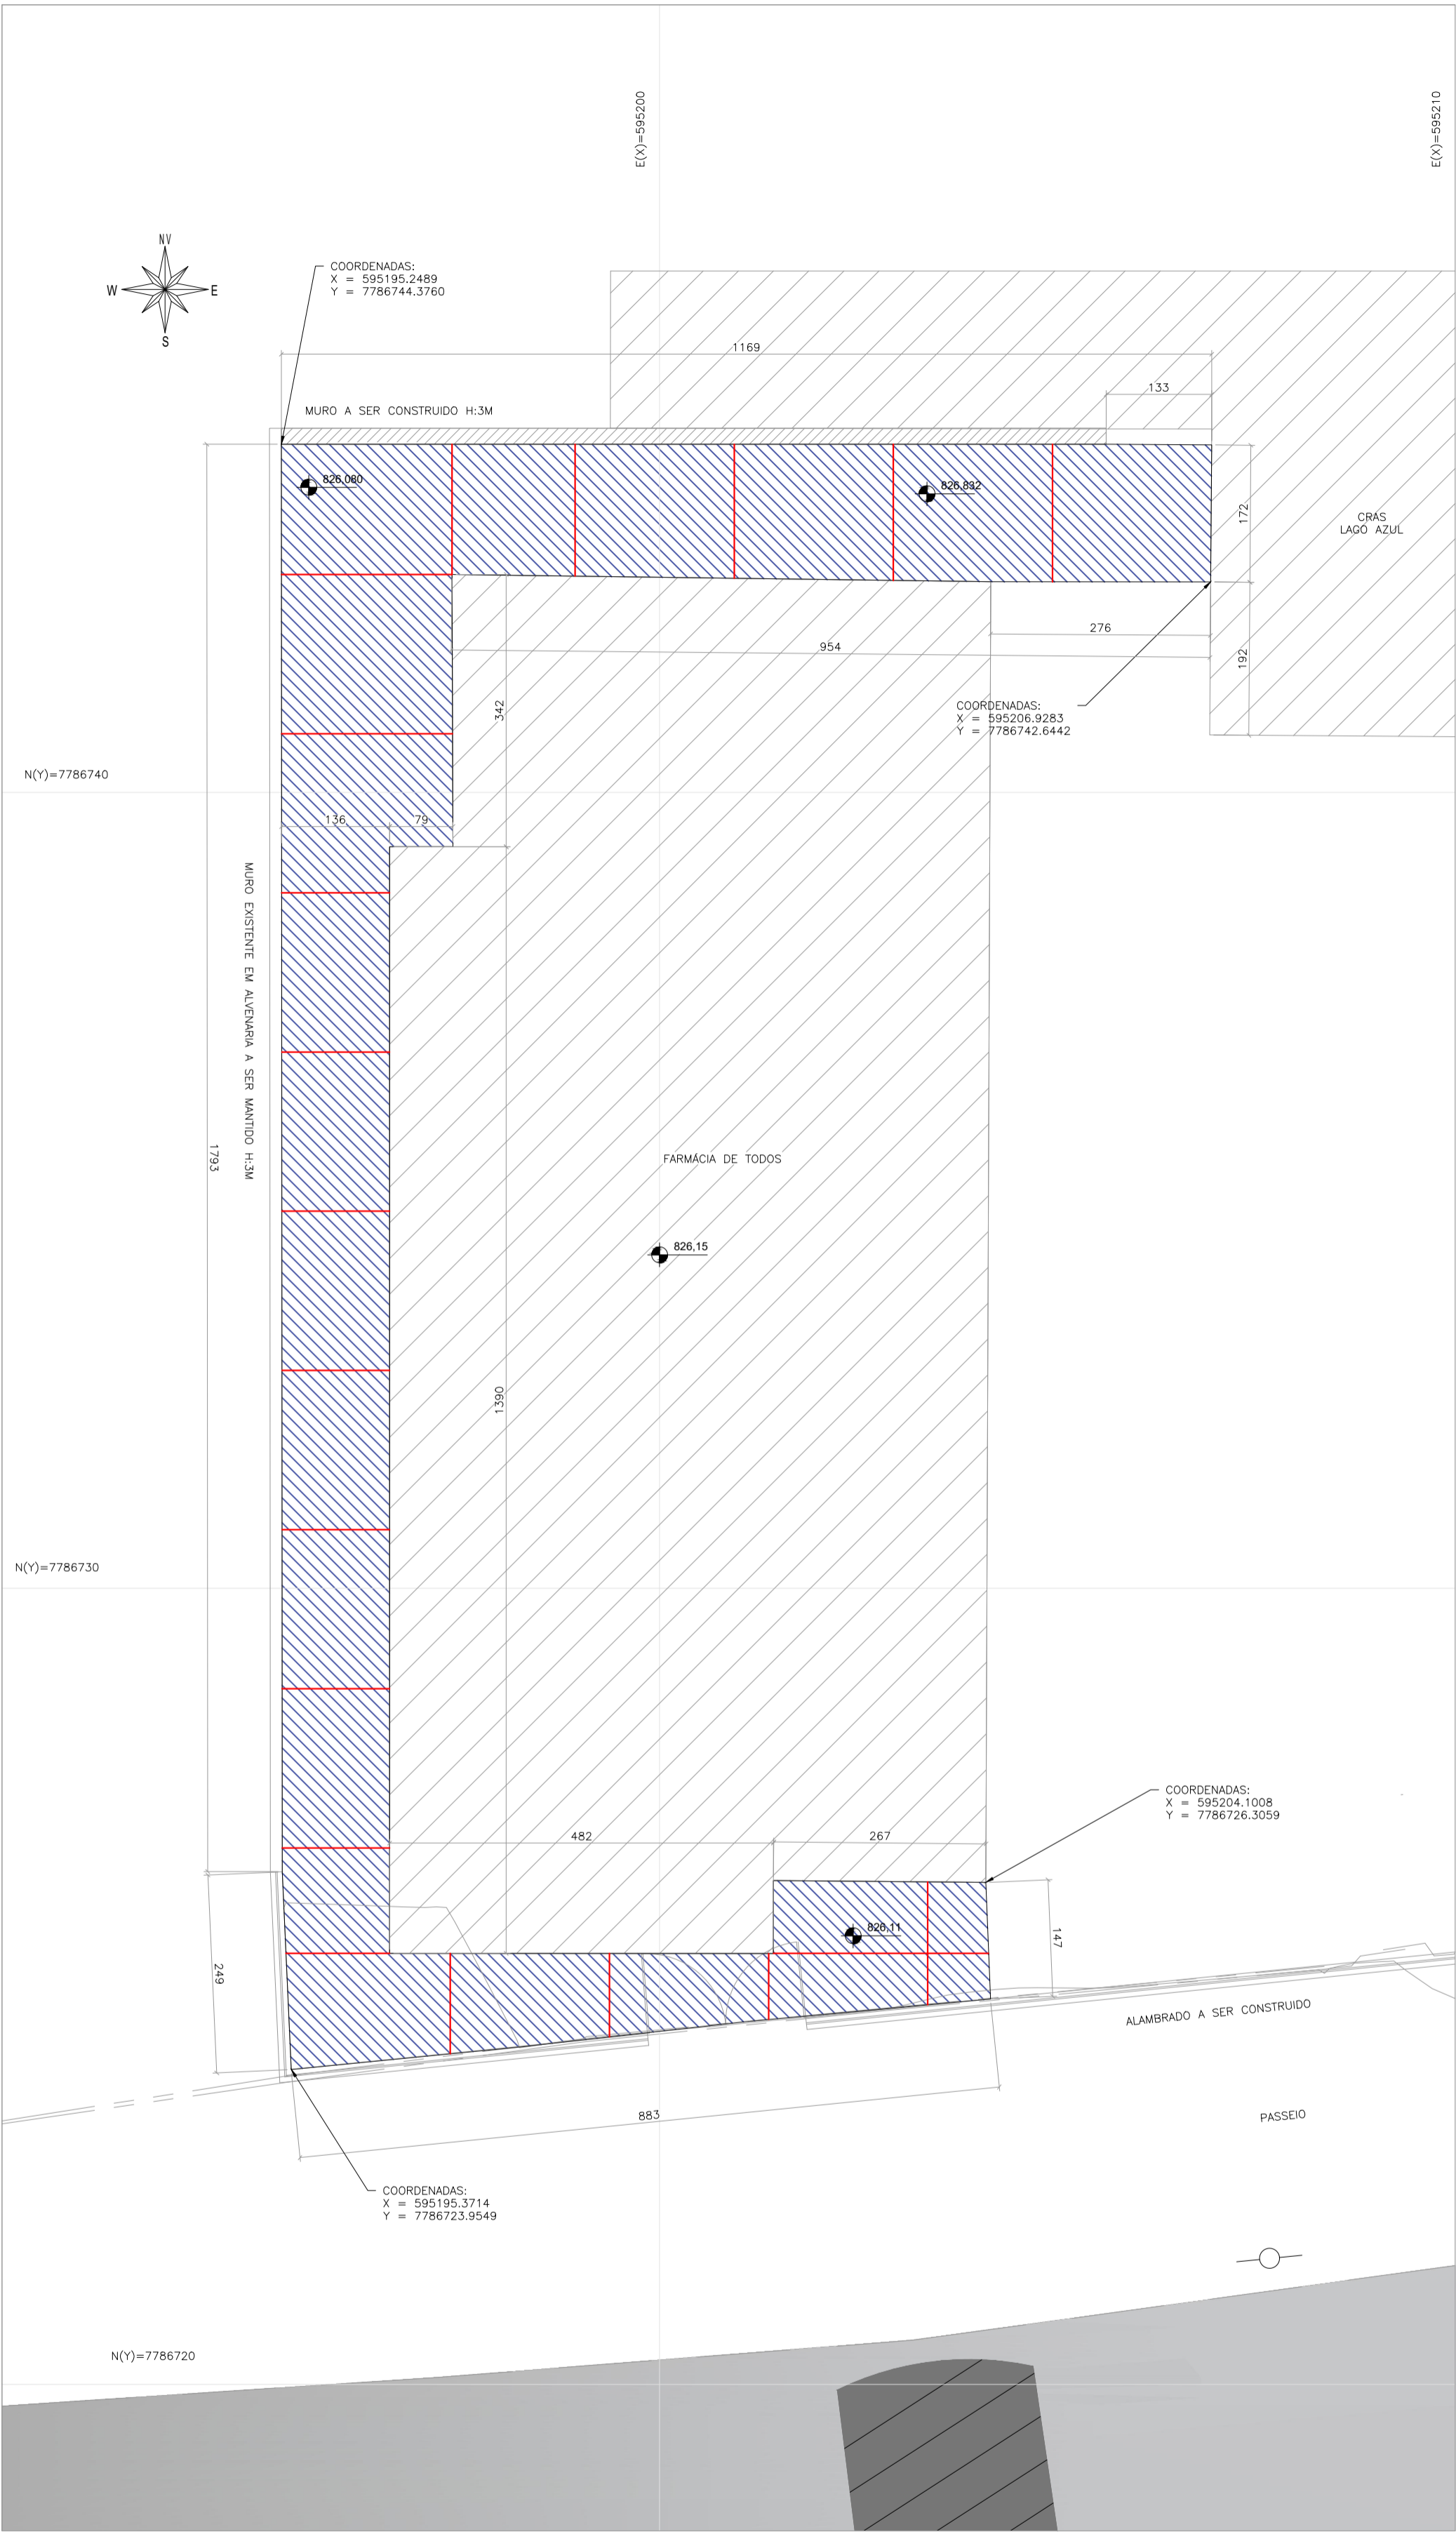 E(X)=595200
E(X)=595210
NV
W
E
S
COORDENADAS:
X = 595195.2489
Y = 7786744.3760
1169
133
MURO A SER CONSTRUIDO H:3M
826,080
826,832
172
CRAS
LAGO AZUL
276
954
192
342
COORDENADAS:
X = 595206.9283
Y = 7786742.6442
N(Y)=7786740
136
79
MURO EXISTENTE EM ALVENARIA A SER MANTIDO H:3M
1793
FARMÁCIA DE TODOS
826,15
1390
N(Y)=7786730
COORDENADAS:
X = 595204.1008
Y = 7786726.3059
482
267
826,11
147
249
ALAMBRADO A SER CONSTRUIDO
883
PASSEIO
COORDENADAS:
X = 595195.3714
Y = 7786723.9549
N(Y)=7786720